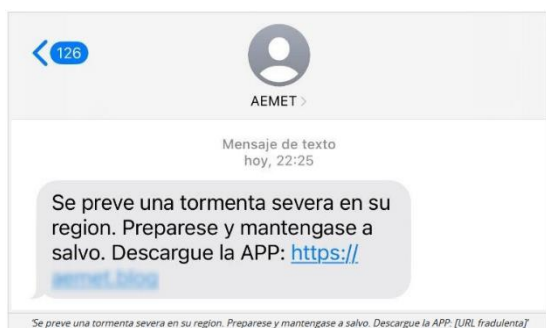 126
AEMET >
Mensaje de texto
hoy, 22:25
Se preve una tormenta severa en su
region. Preparese y mantengase a
salvo. Descargue la APP: https://
'Se preve una tormenta severa en su region. Preparese y mantengase a salvo. Descargue la APP: [URL fraudulenta]'